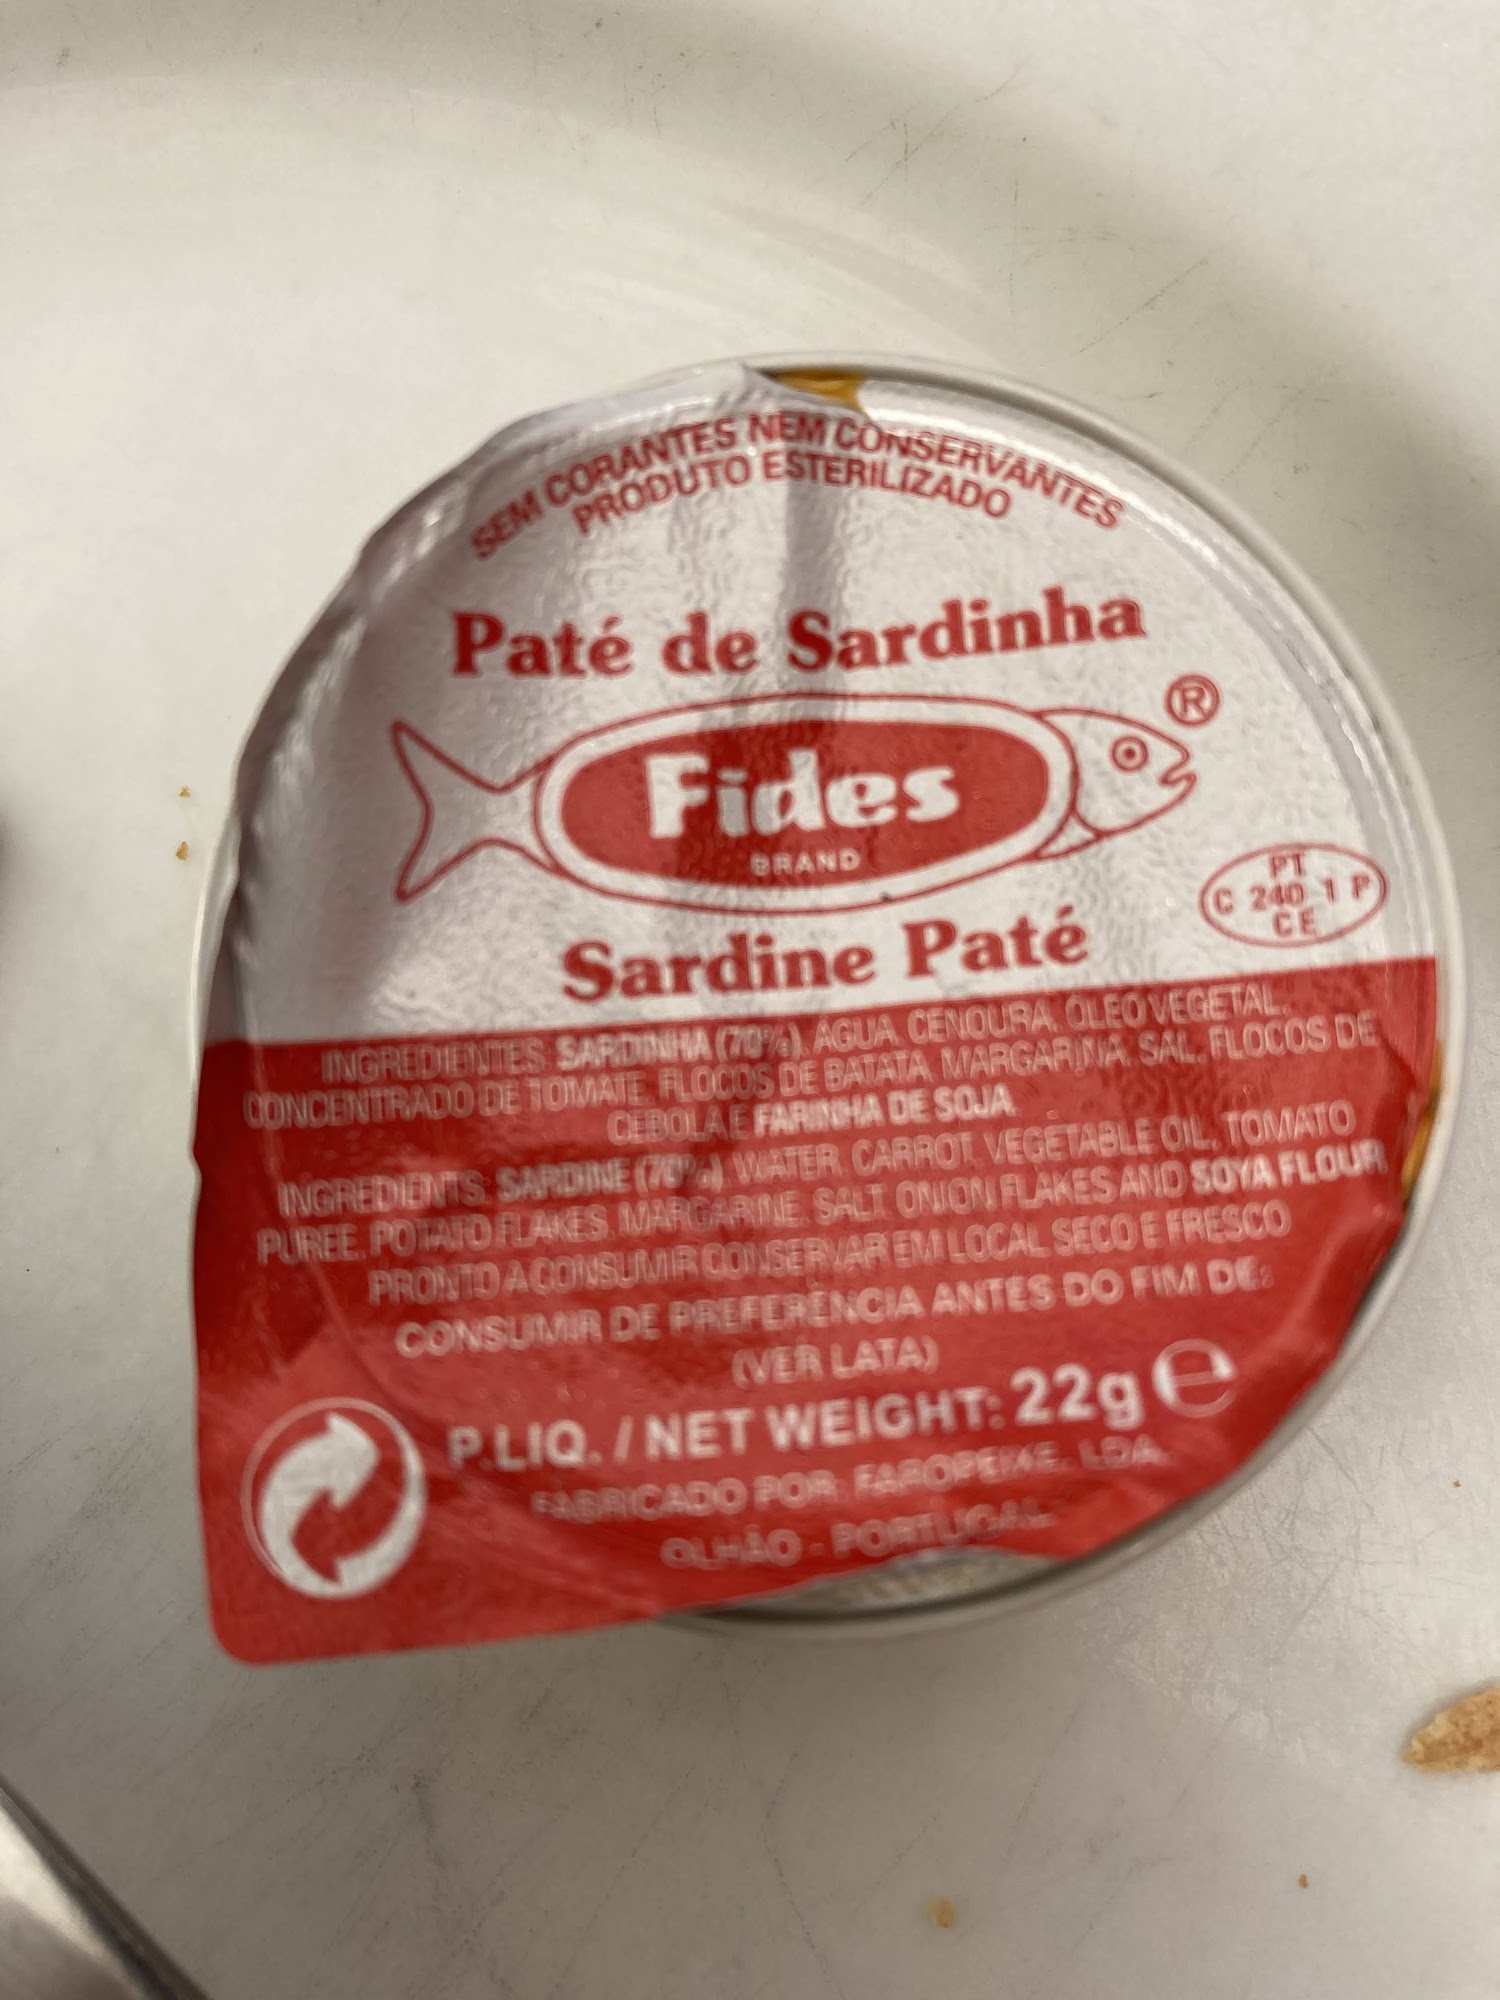 SEM CORANTES NEM CONSERVANTES
PRODUTO ESTERILIZADO
Paté de Sardinha
®
Fides
BRAND
PT
C 240 1 P
CE
Sardine Paté
INGREDIENTES: SARDINHA (70%), ÁGUA, CENOURA, ÓLEO VEGETAL,
CONCENTRADO DE TOMATE, FLOCOS DE BATATA, MARGARINA, SAL, FLOCOS DE
CEBOLA E FARINHA DE SOJA
INGREDIENTS: SARDINE (70%), WATER, CARROT, VEGETABLE OIL, TOMATO
PUREE, POTATO FLAKES, MARGARINE, SALT, ONION FLAKES AND SOYA FLOUR
PRONTO A CONSUMIR CONSERVAR EM LOCAL SECO E FRESCO
CONSUMIR DE PREFERÊNCIA ANTES DO FIM DE:
(VER LATA)
P.LIQ. / NET WEIGHT: 22g e
FABRICADO POR: FAROPEIXE, LDA.
OLHÃO - PORTUGAL